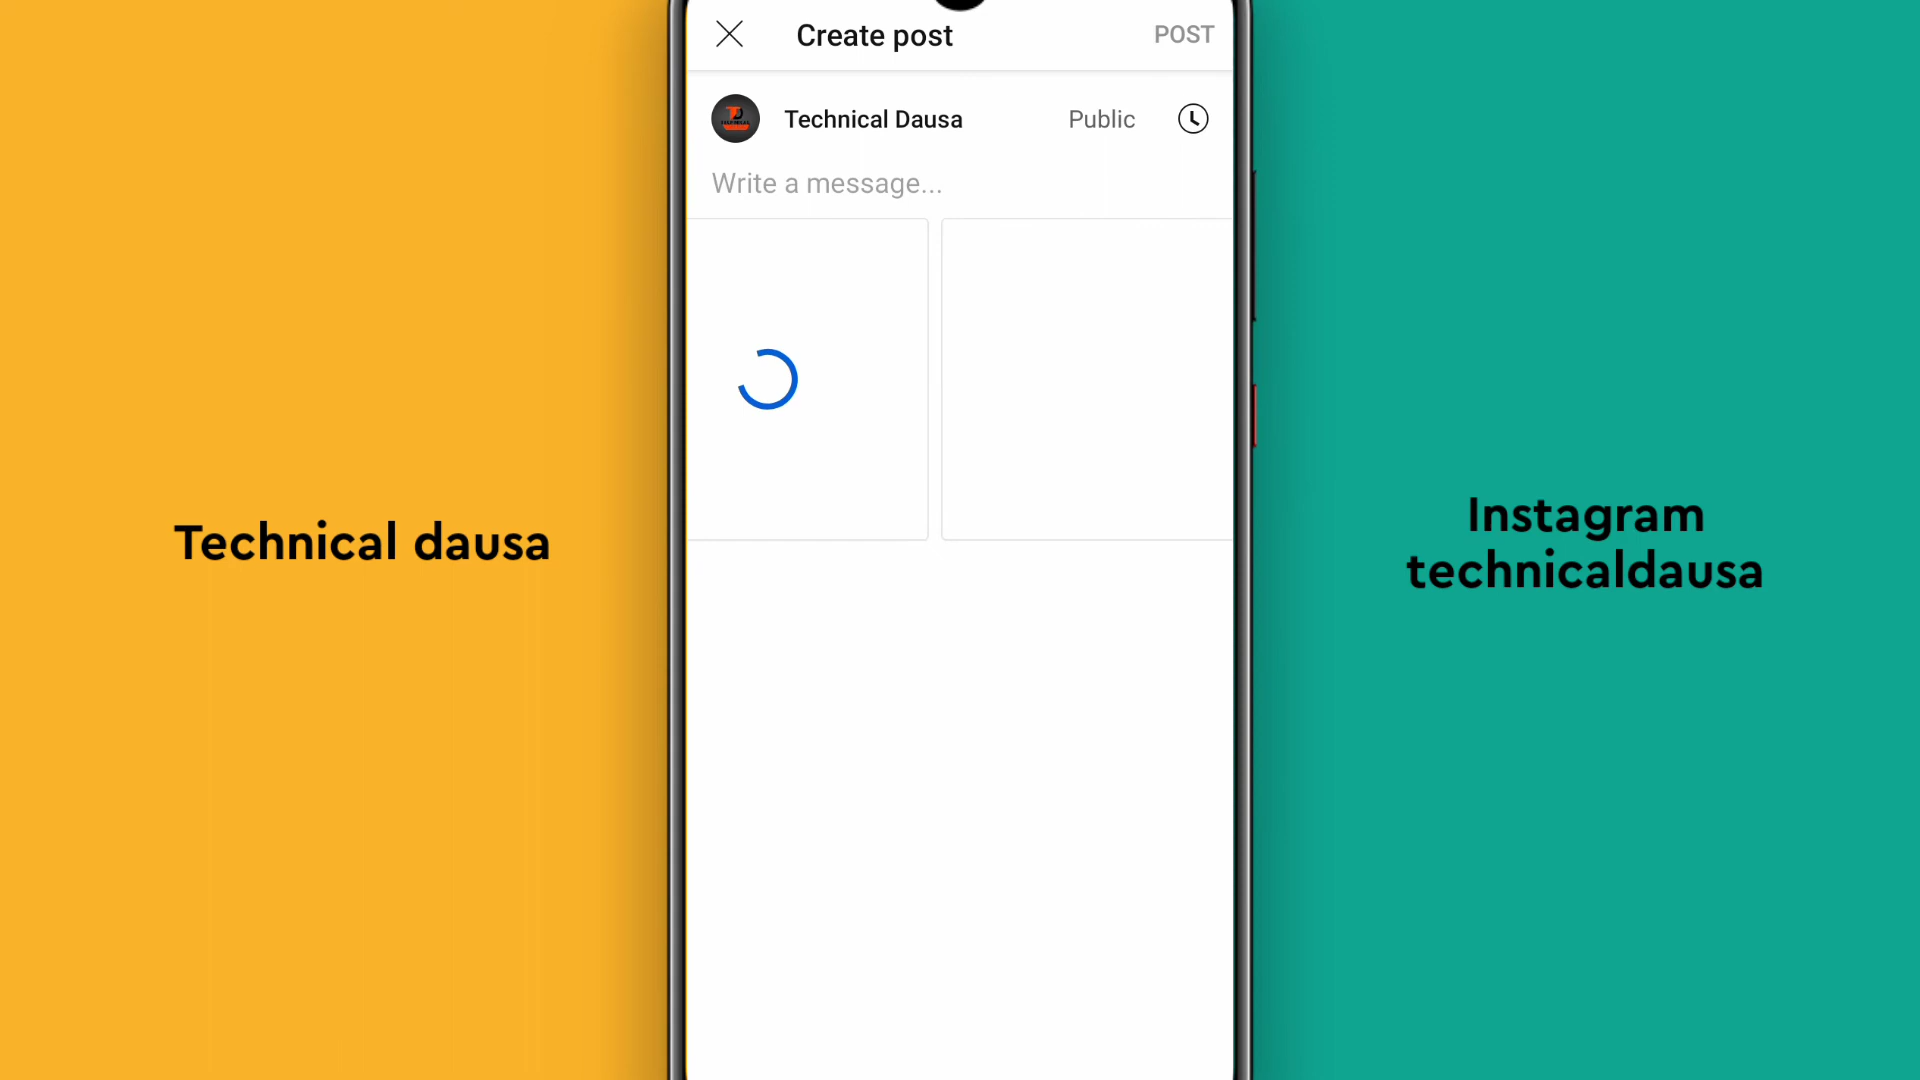 Create post
POST
Technical Dausa
Public
Write a message...
Technical dausa
Instagram
technicaldausa